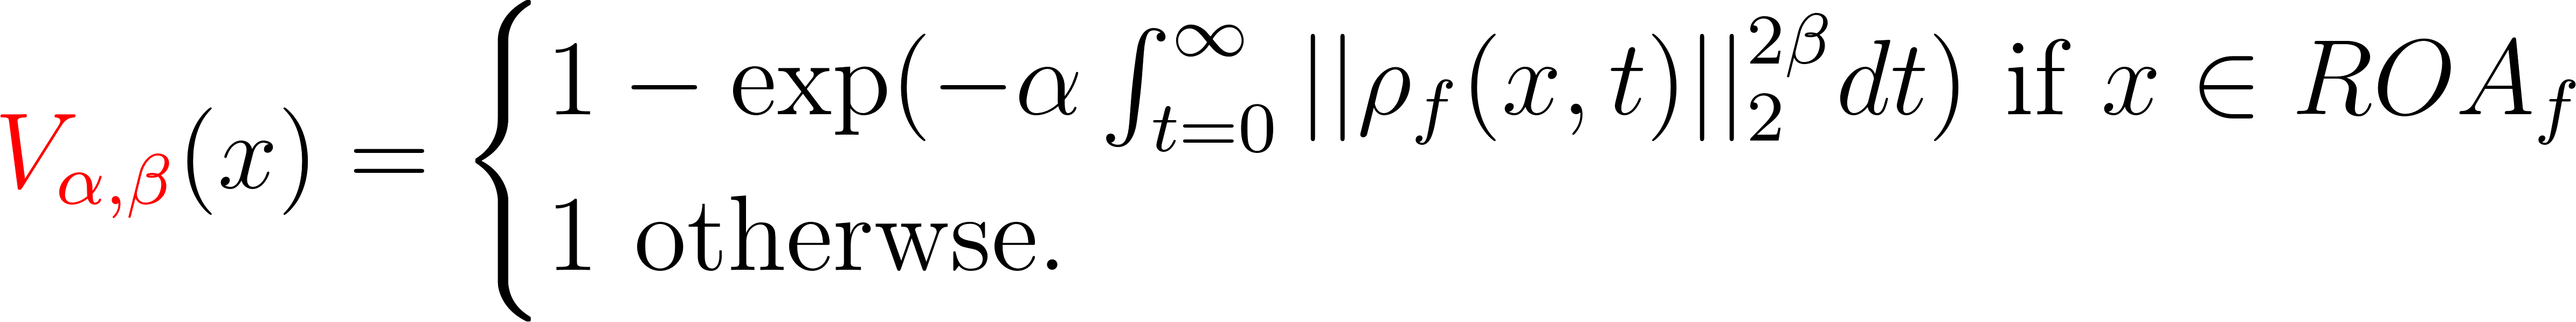 V_{α,β}(x) = { 1 − exp(−α ∫_{t=0}^{∞} ||ρ_f(x, t)||_2^{2β} dt) if x ∈ ROA_f
1 otherwse.